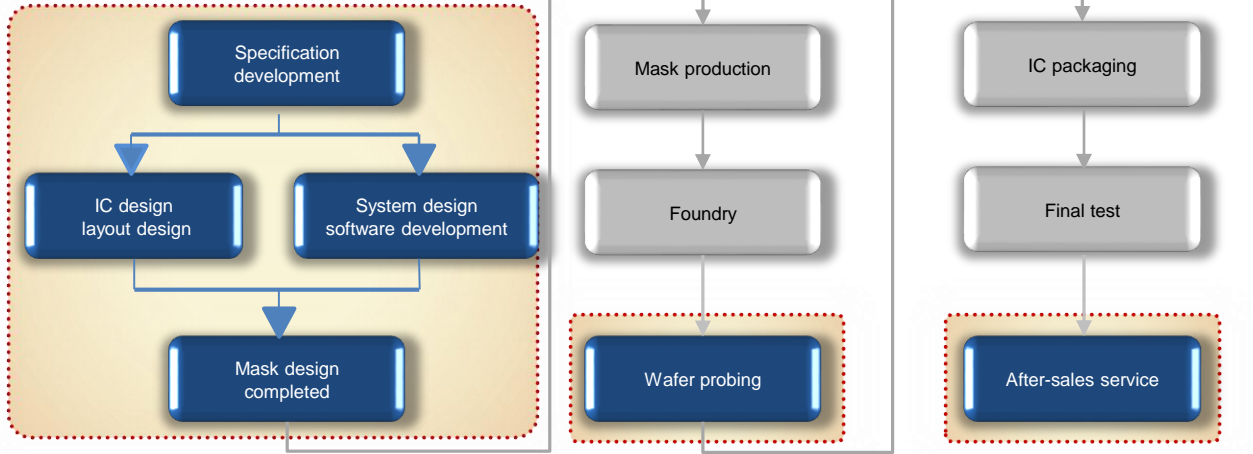 Specification
development
IC design
layout design
System design
software development
Mask design
completed
Mask production
Foundry
Wafer probing
IC packaging
Final test
After-sales service